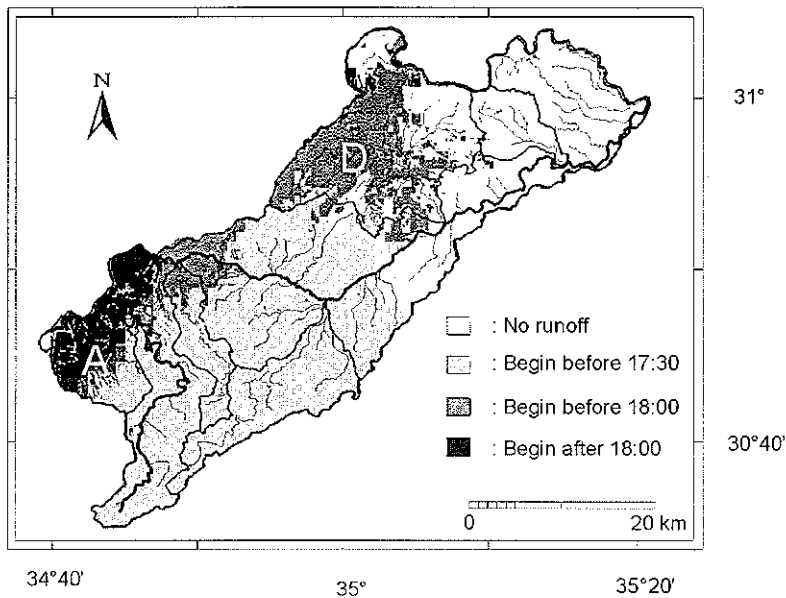 N
31°
D
A
: No runoff
: Begin before 17:30
: Begin before 18:00
: Begin after 18:00
30°40'
0 20 km
34°40' 35° 35°20'